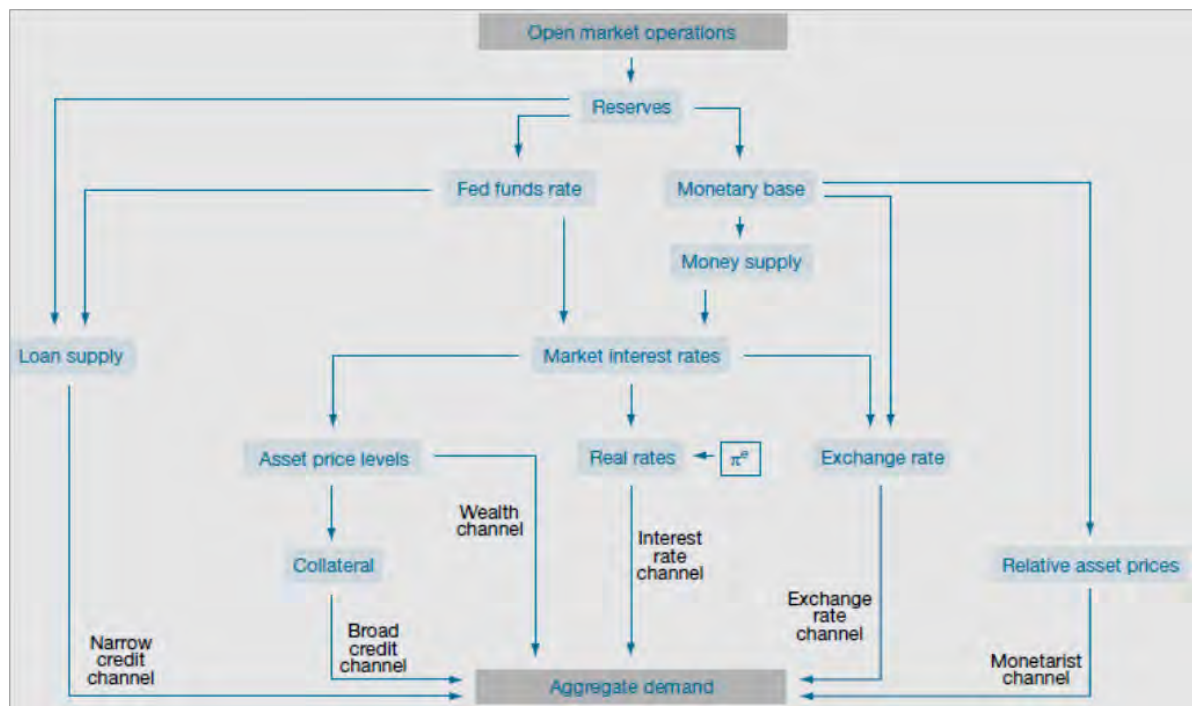 Open market operations
Reserves
Fed funds rate
Monetary base
Money supply
Loan supply
Market interest rates
Asset price levels
Real rates
πᵉ
Exchange rate
Wealth
channel
Interest
rate
channel
Collateral
Relative asset prices
Exchange
rate
channel
Broad
credit
channel
Narrow
credit
channel
Monetarist
channel
Aggregate demand